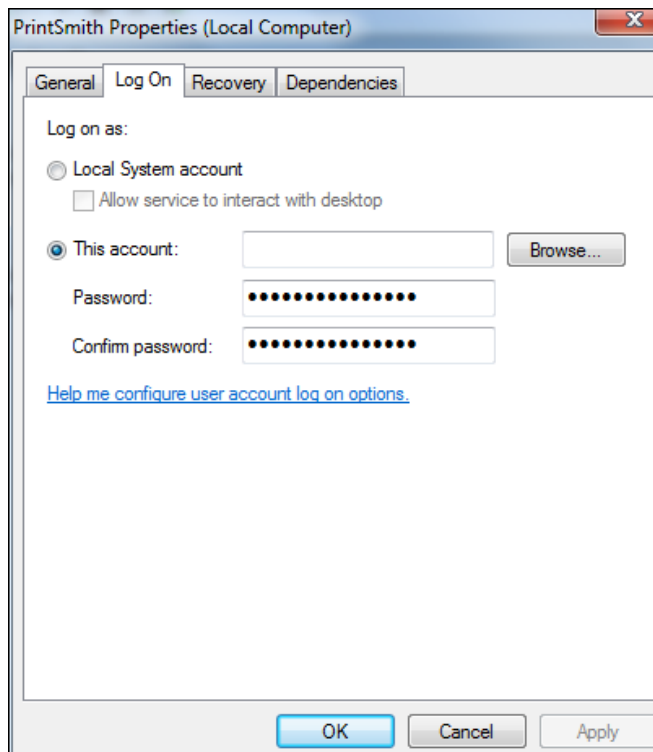 PrintSmith Properties (Local Computer)
General Log On Recovery Dependencies
Log on as:
Local System account
Allow service to interact with desktop
This account: Browse...
Password: •••••••••••••••
Confirm password: •••••••••••••••
Help me configure user account log on options.
OK Cancel Apply